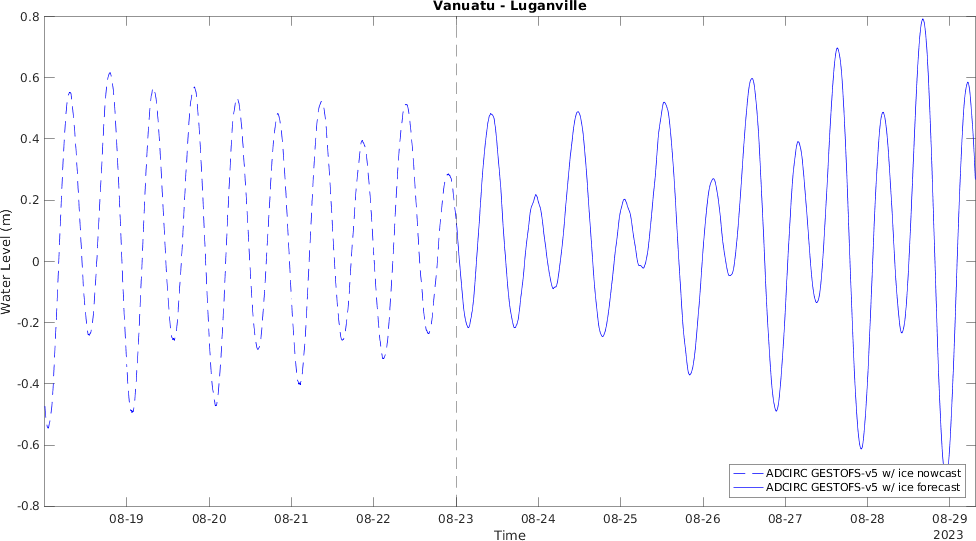 Vanuatu - Luganville
Water Level (m)
0.8
0.6
0.4
0.2
0
-0.2
-0.4
-0.6
-0.8
ADCIRC GESTOFS-v5 w/ ice nowcast
ADCIRC GESTOFS-v5 w/ ice forecast
08-19 08-20 08-21 08-22 08-23 08-24 08-25 08-26 08-27 08-28 08-29
2023
Time